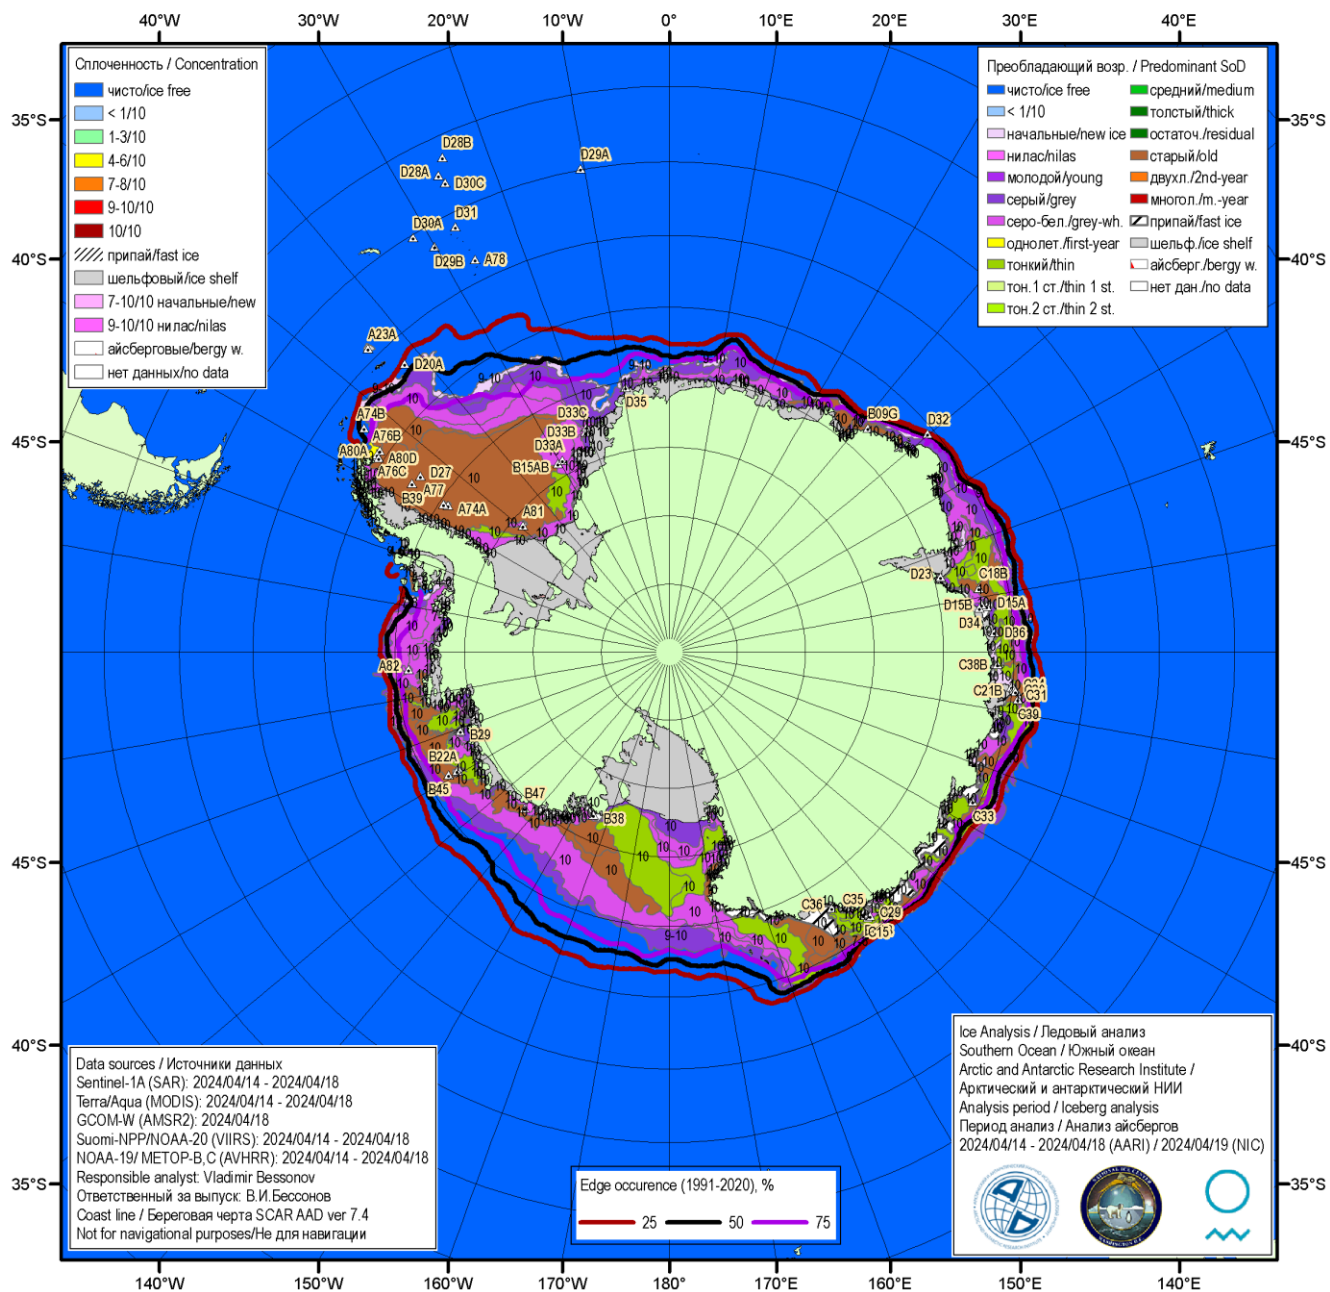 40°W
30°W
20°W
10°W
0°
10°E
20°E
30°E
40°E
Сплоченность / Concentration
чисто/ice free
< 1/10
1-3/10
4-6/10
7-8/10
9-10/10
10/10
припай/fast ice
шельфовый/ice shelf
7-10/10 начальные/new
9-10/10 нилас/nilas
айсберговые/bergy w.
нет данных/no data
Преобладающий возр. / Predominant SoD
чисто/ice free
< 1/10
начальные/new ice
нилас/nilas
молодой/young
серый/grey
серо-бел./grey-wh.
однолет./first-year
тонкий/thin
тон.1 ст./thin 1 st.
тон.2 ст./thin 2 st.
средний/medium
толстый/thick
остаточ./residual
старый/old
двухл./2nd-year
многол./m.-year
припай/fast ice
шельф./ice shelf
айсберг./bergy w.
нет дан./no data
35°S
40°S
45°S
45°S
40°S
35°S
35°S
40°S
45°S
45°S
40°S
35°S
D28B
D29A
D28A
D30C
D31
D30A
D29B
A78
A23A
D20A
A74B
A76B
A80A
A80D
A76C
D27
A77
B39
A74A
A81
D33C
D33B
D33A
B15AB
D35
B09G
D32
D23
C18B
D15B
D15A
D34
D36
C38B
C21B
C31
C39
C33
C36
C35
C29
C15
A82
B29
B22A
B45
B47
B38
Data sources / Источники данных
Sentinel-1A (SAR): 2024/04/14 - 2024/04/18
Terra/Aqua (MODIS): 2024/04/14 - 2024/04/18
GCOM-W (AMSR2): 2024/04/18
Suomi-NPP/NOAA-20 (VIIRS): 2024/04/14 - 2024/04/18
NOAA-19/ METOP-B,C (AVHRR): 2024/04/14 - 2024/04/18
Responsible analyst: Vladimir Bessonov
Ответственный за выпуск: В.И.Бессонов
Coast line / Береговая черта SCAR AAD ver 7.4
Not for navigational purposes/Не для навигации
Edge occurence (1991-2020), %
25 50 75
Ice Analysis / Ледовый анализ
Southern Ocean / Южный океан
Arctic and Antarctic Research Institute /
Арктический и антарктический НИИ
Analysis period / Iceberg analysis
Период анализ / Анализ айсбергов
2024/04/14 - 2024/04/18 (AARI) / 2024/04/19 (NIC)
140°W
150°W
160°W
170°W
180°
170°E
160°E
150°E
140°E